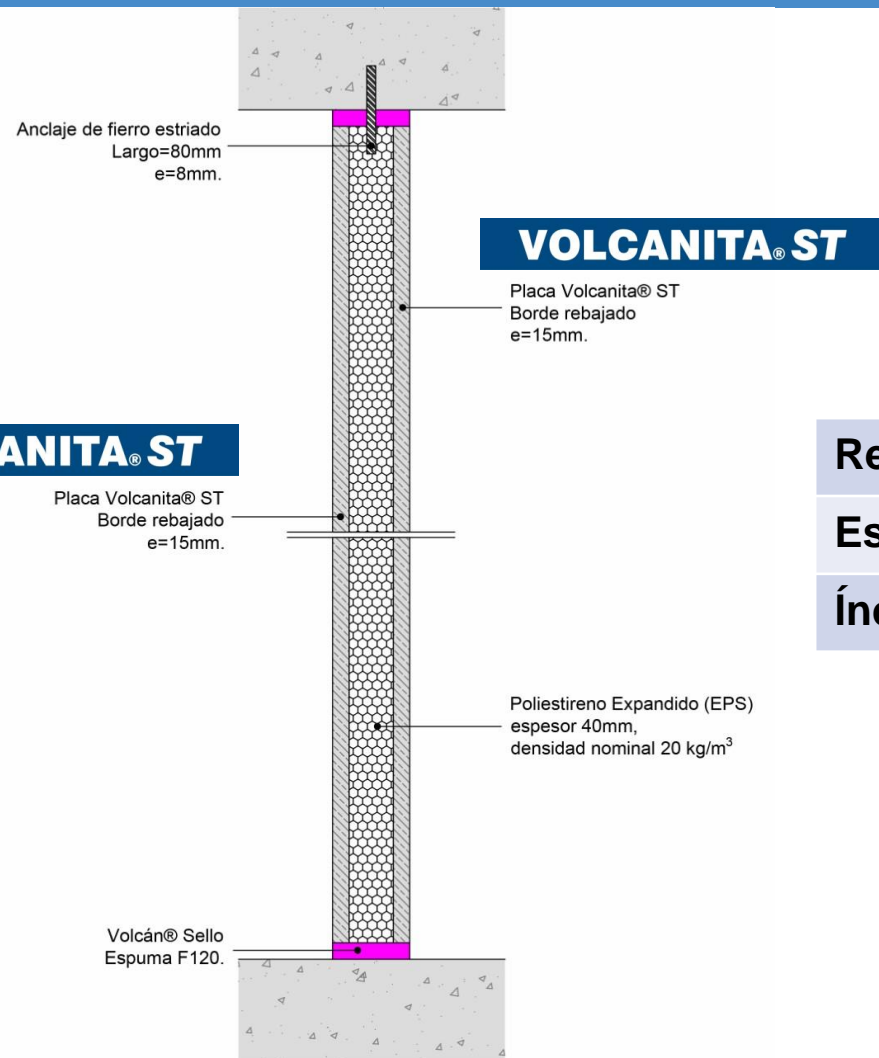 Anclaje de fierro estriado
Largo=80mm
e=8mm.
VOLCANITA® ST
Placa Volcanita® ST
Borde rebajado
e=15mm.
ANITA® ST
Placa Volcanita® ST
Borde rebajado
e=15mm.
Re
Es
Índ
Poliestireno Expandido (EPS)
espesor 40mm,
densidad nominal 20 kg/m³
Volcán® Sello
Espuma F120.